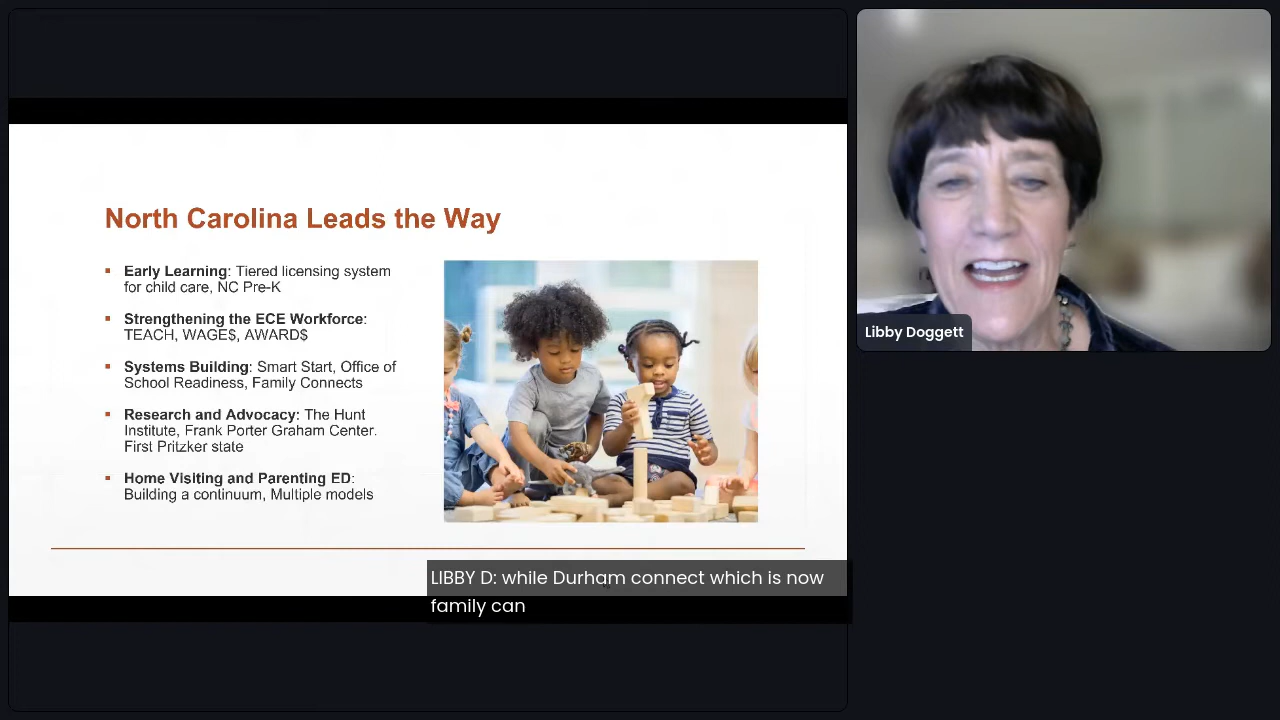 North Carolina Leads the Way
Early Learning: Tiered licensing system
for child care, NC Pre-K
Strengthening the ECE Workforce:
TEACH, WAGE$, AWARD$
Systems Building: Smart Start, Office of
School Readiness, Family Connects
Research and Advocacy: The Hunt
Institute, Frank Porter Graham Center.
First Pritzker state
Home Visiting and Parenting ED:
Building a continuum, Multiple models
LIBBY D: while Durham connect which is now
family can
Libby Doggett